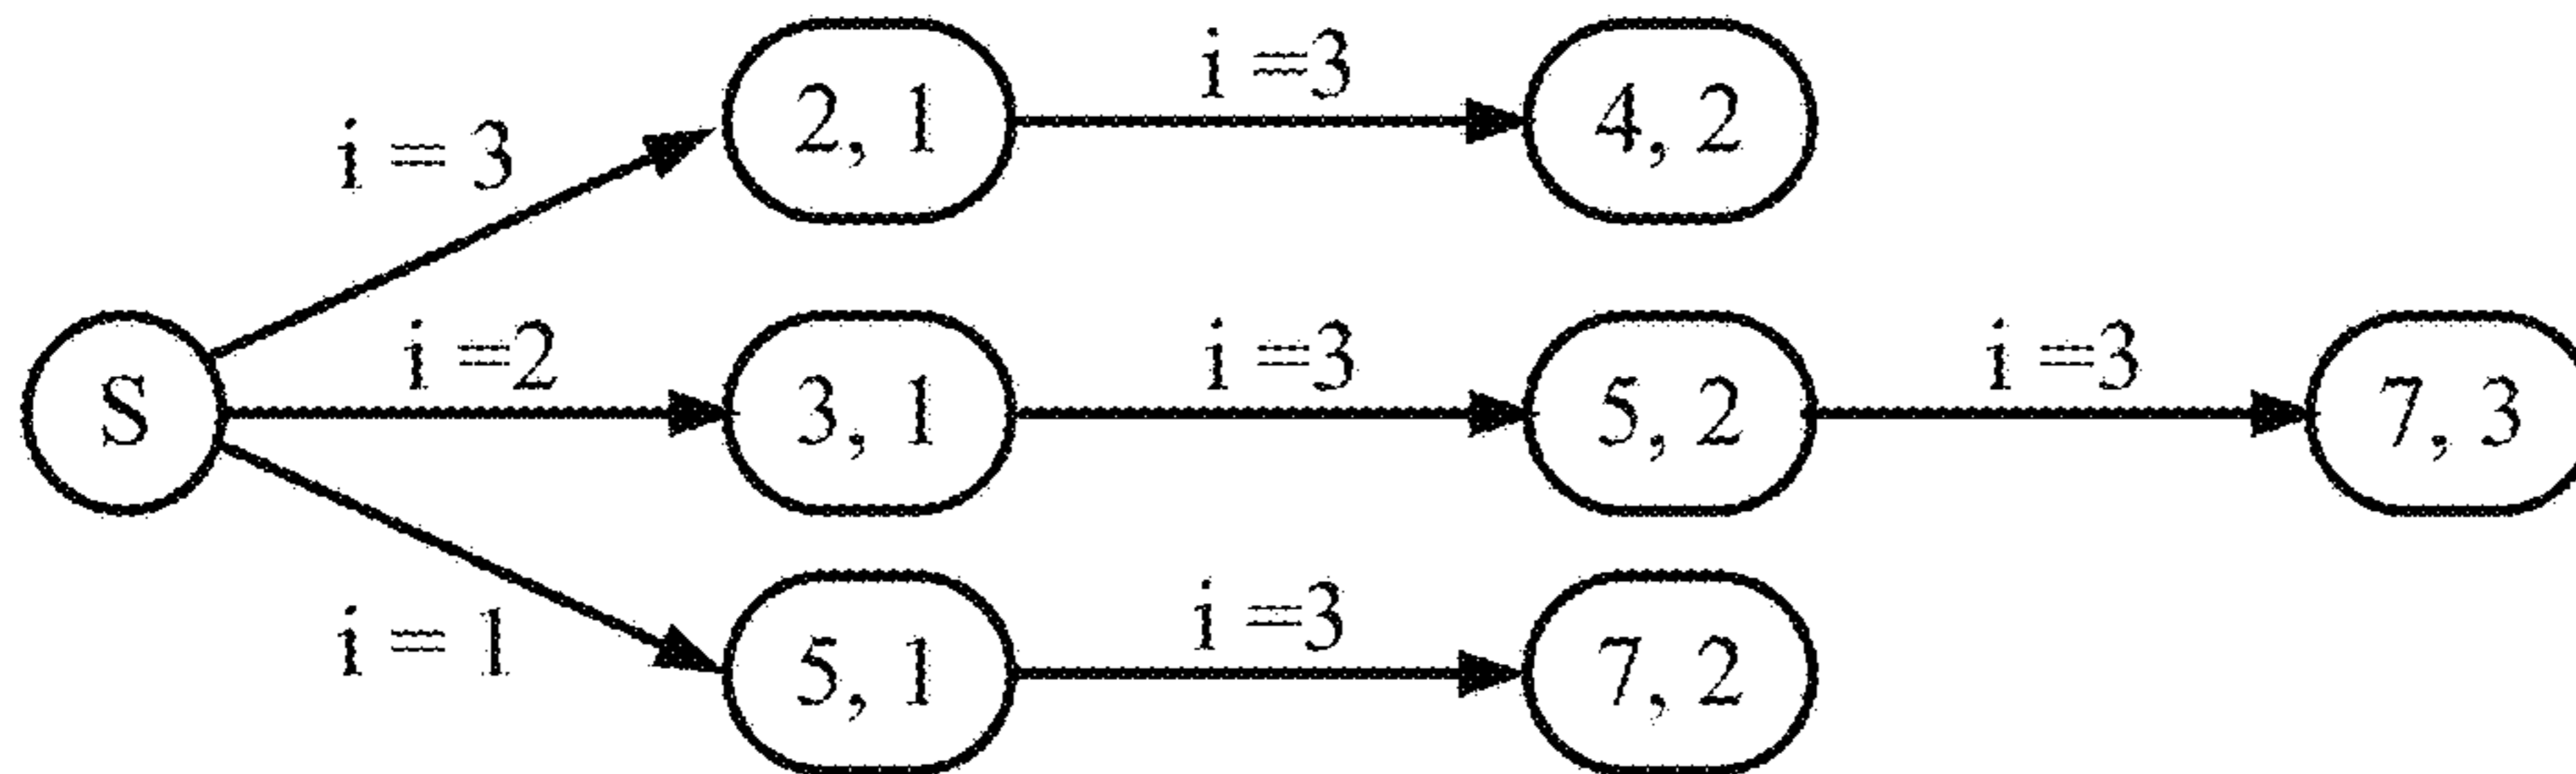 i = 3
2, 1
i =3
4, 2
S
i =2
3, 1
i =3
5, 2
i =3
7, 3
i = 1
5, 1
i =3
7, 2